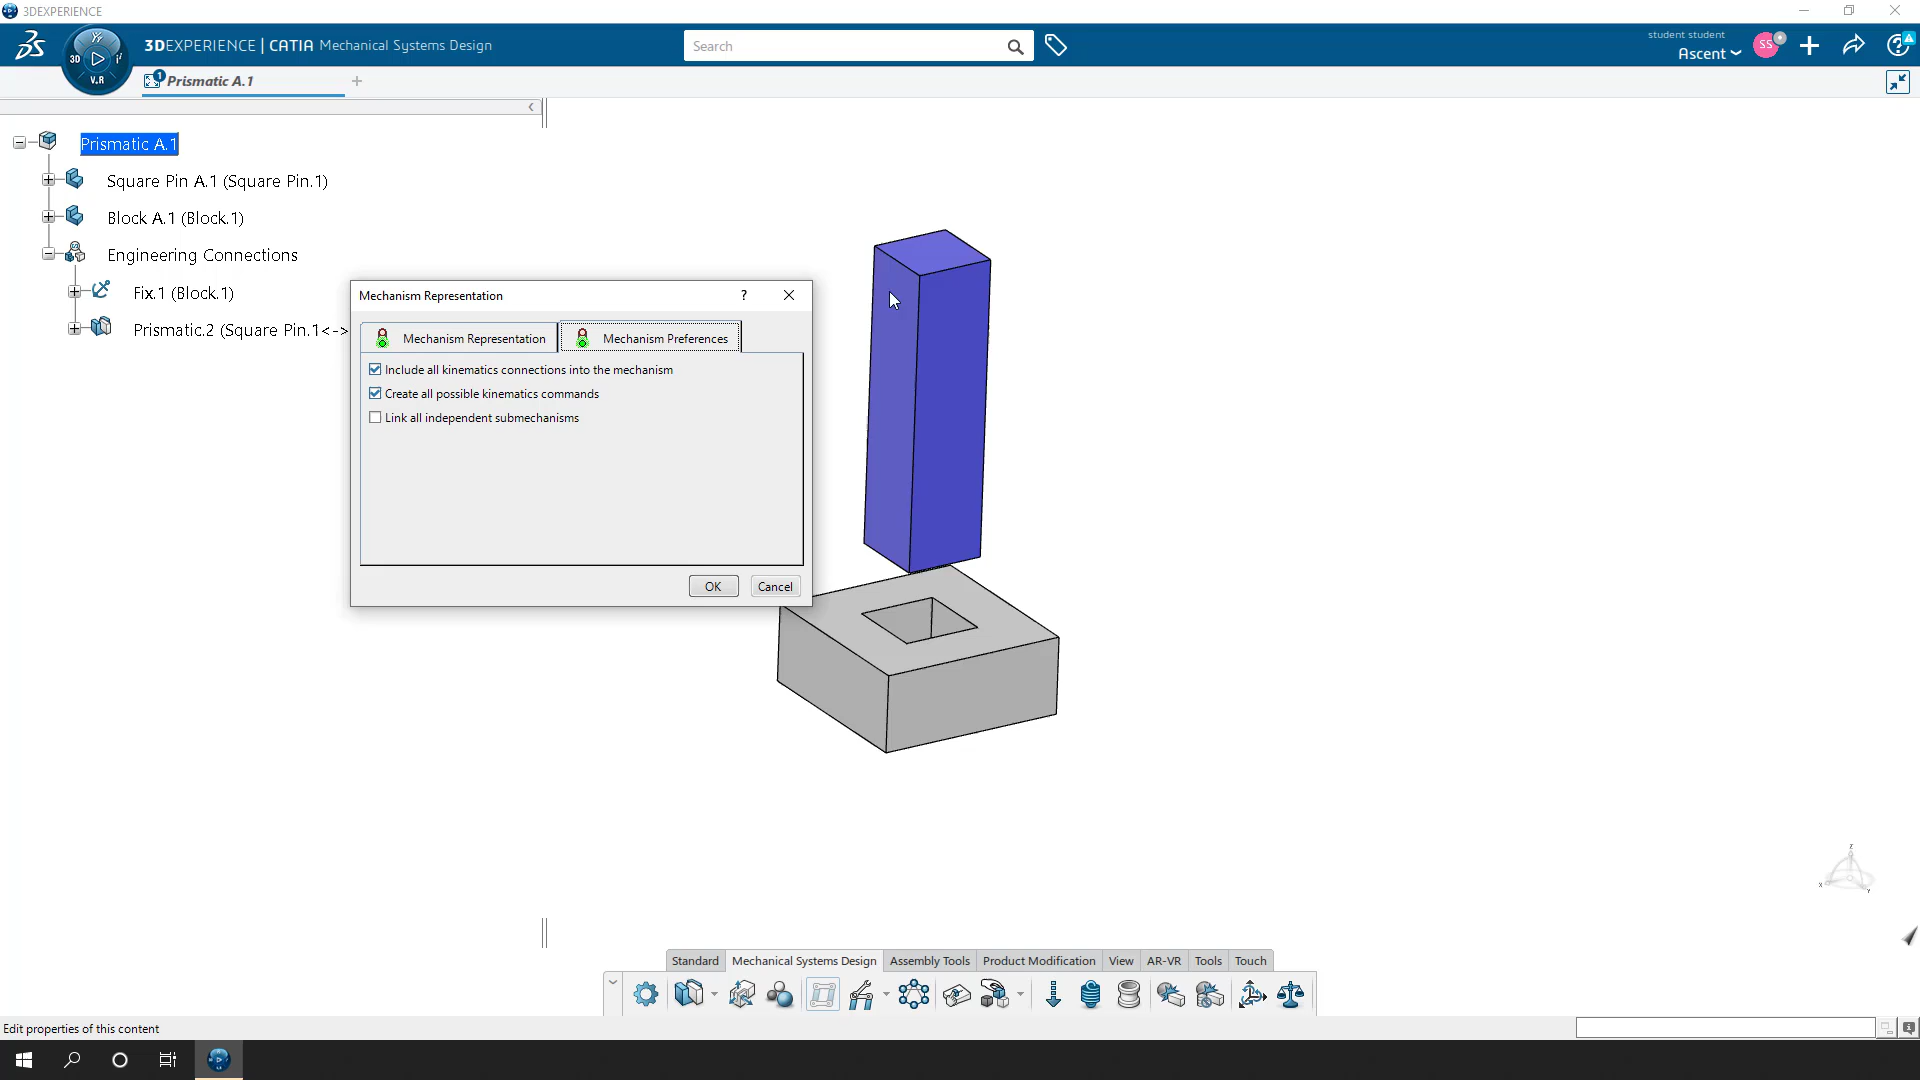 3DEXPERIENCE
3DEXPERIENCE | CATIA Mechanical Systems Design
3D
V.R
Search
student student
Ascent
SS
1
Prismatic A.1
Prismatic A.1
Square Pin A.1 (Square Pin.1)
Block A.1 (Block.1)
Engineering Connections
Fix.1 (Block.1)
Prismatic.2 (Square Pin.1<->
Mechanism Representation
?
Mechanism Representation
Mechanism Preferences
Include all kinematics connections into the mechanism
Create all possible kinematics commands
Link all independent submechanisms
OK
Cancel
z
x
y
Standard
Mechanical Systems Design
Assembly Tools
Product Modification
View
AR-VR
Tools
Touch
Edit properties of this content